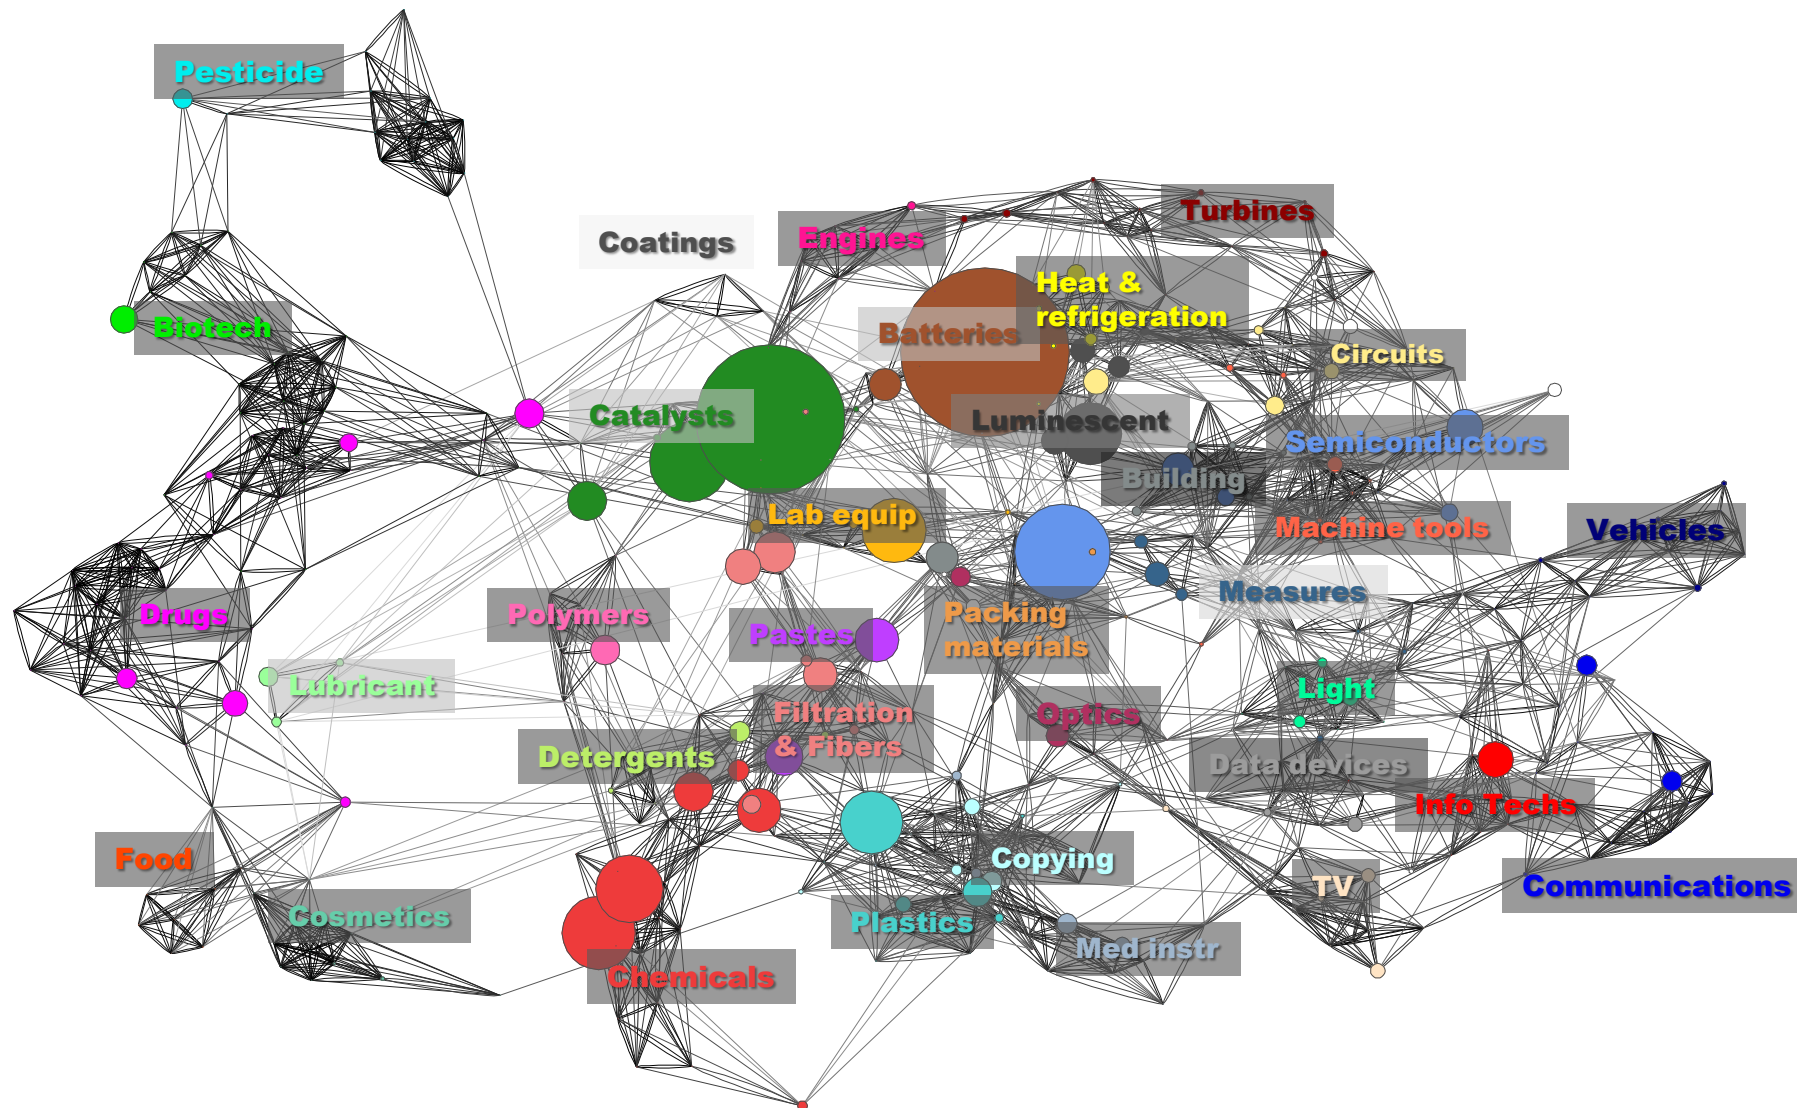 Pesticide
Turbines
Engines
Coatings
Heat &
refrigeration
Biotech
Batteries
Circuits
Catalysts
Luminescent
Semiconductors
Building
Lab equip
Machine tools
Vehicles
Measures
Drugs
Polymers
Packing
materials
Pastes
Lubricant
Light
Filtration
& Fibers
Optics
Detergents
Data devices
Info Techs
Food
Copying
TV
Communications
Cosmetics
Plastics
Med instr
Chemicals